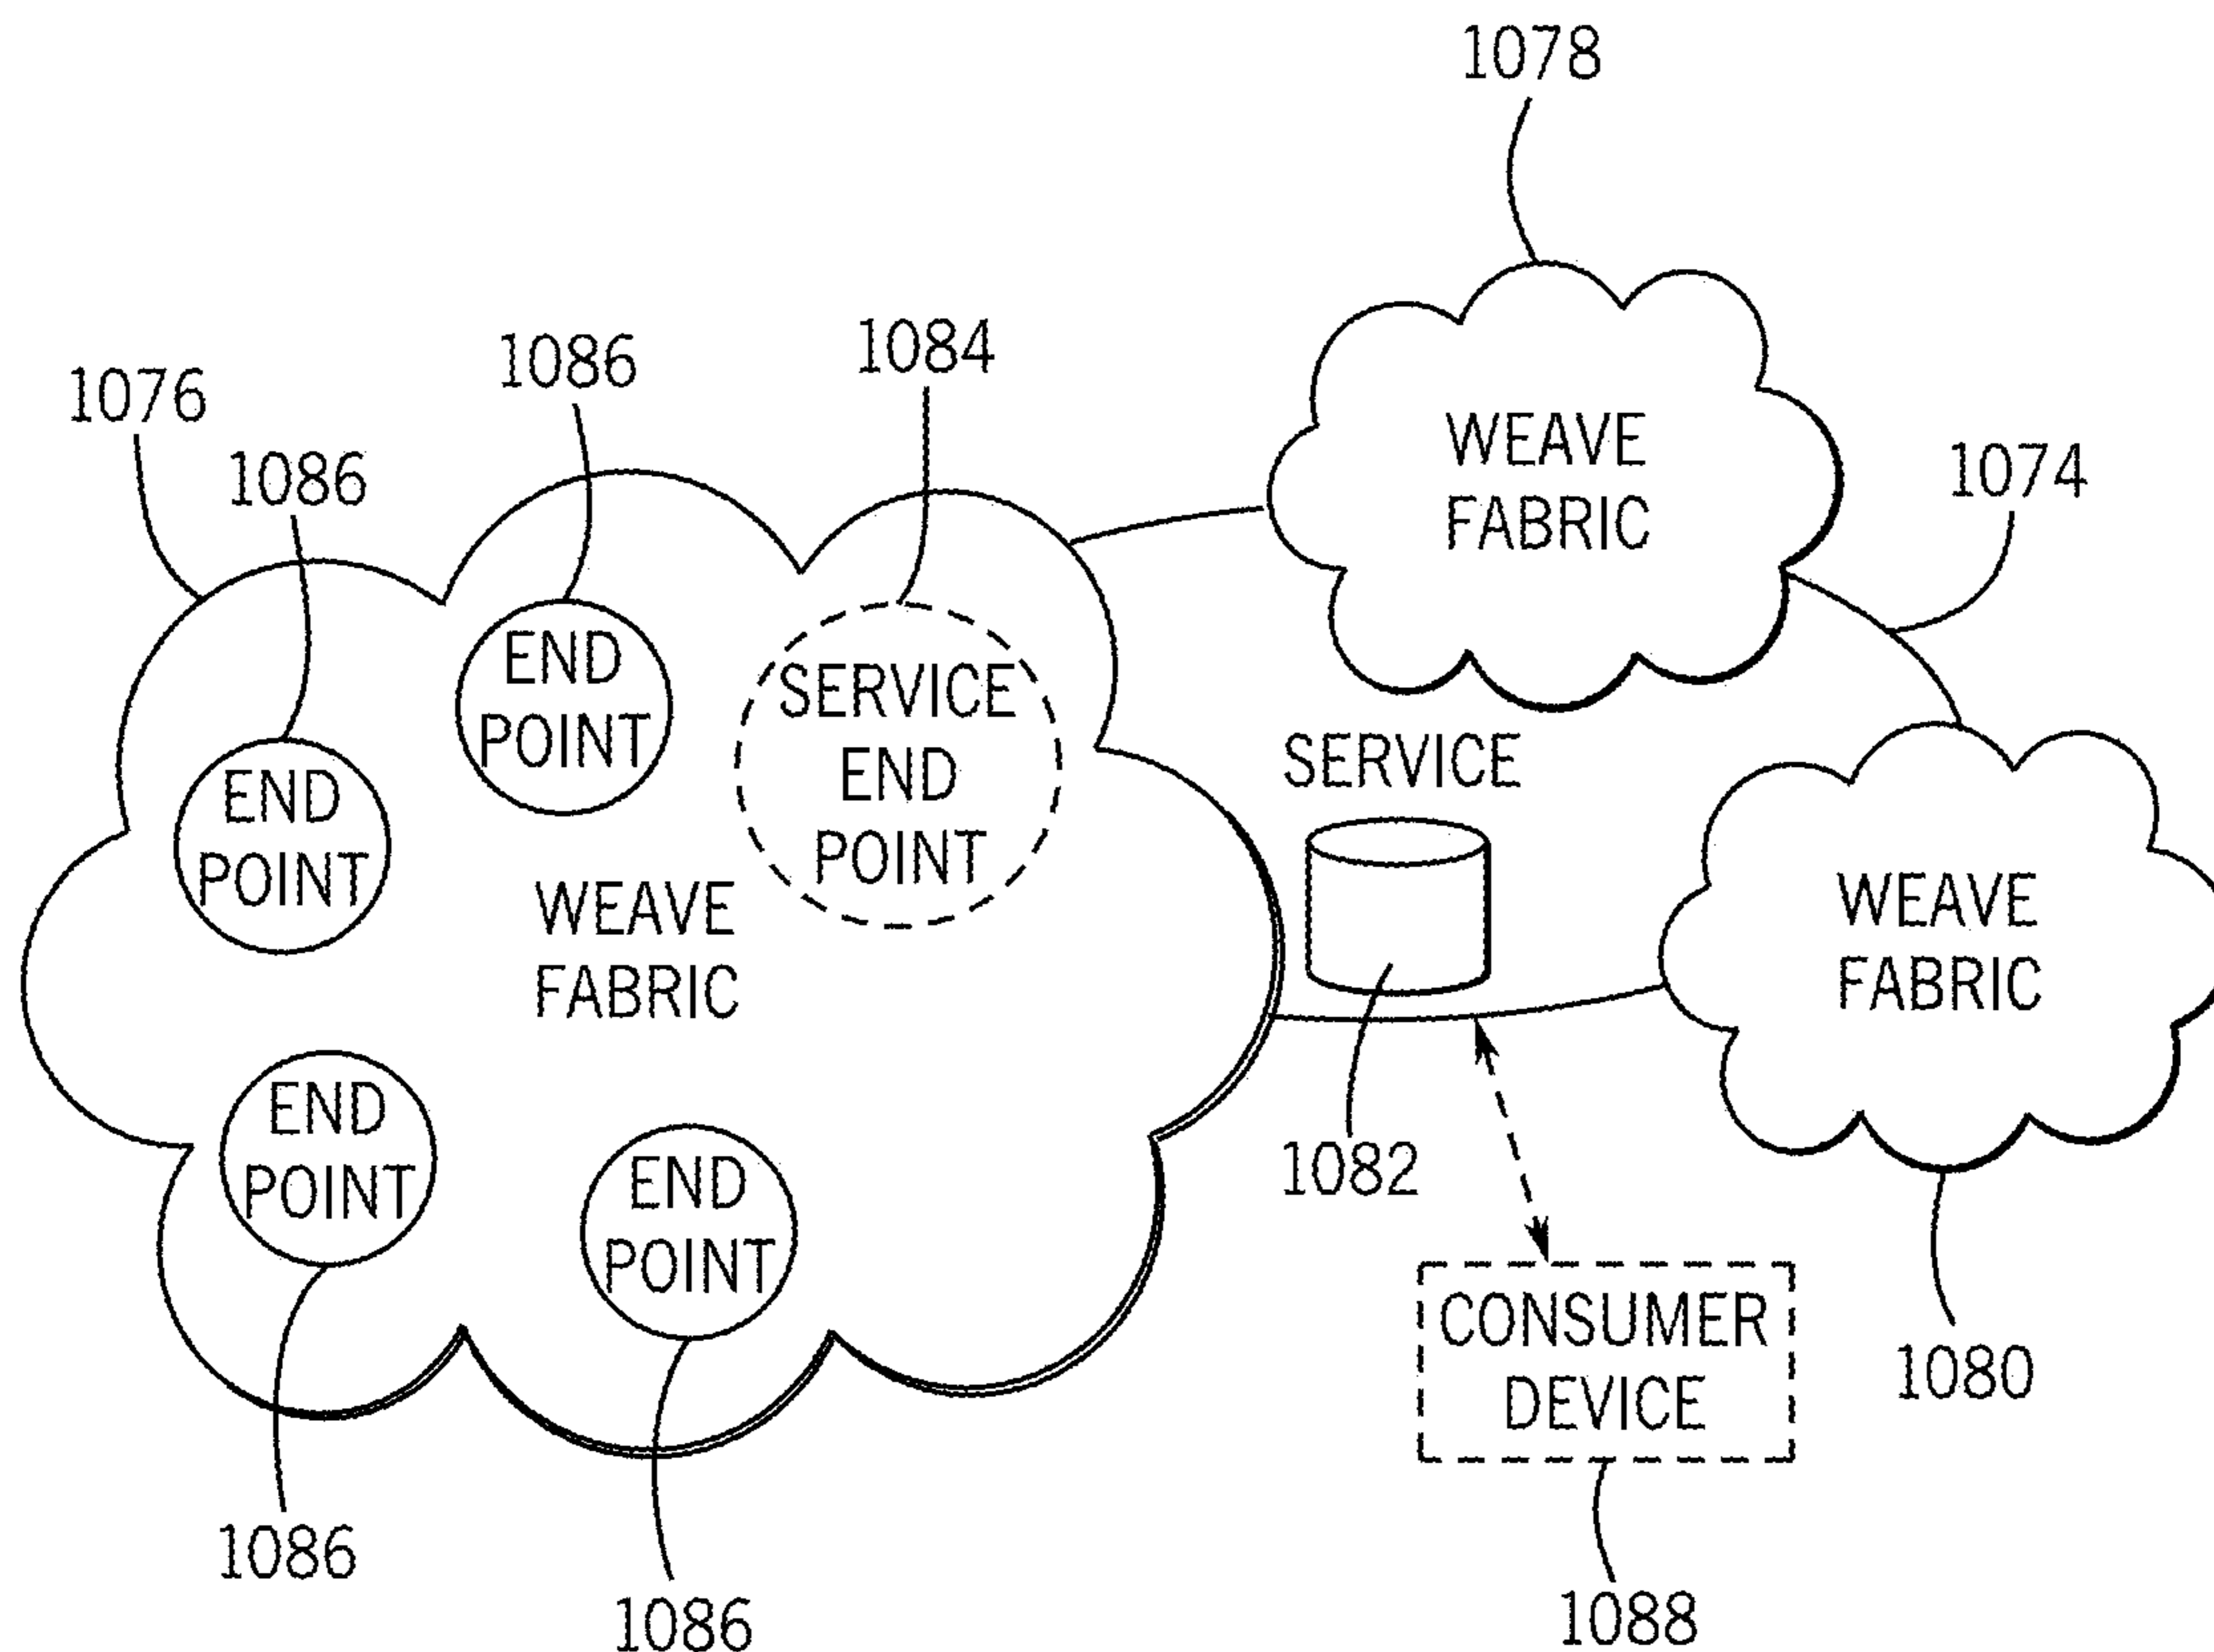 1078
1084
1086
1076
1086
WEAVE
FABRIC
1074
END
POINT
SERVICE
END
POINT
SERVICE
END
POINT
WEAVE
FABRIC
WEAVE
FABRIC
END
POINT
END
POINT
1082
CONSUMER
DEVICE
1080
1086
1086
1088